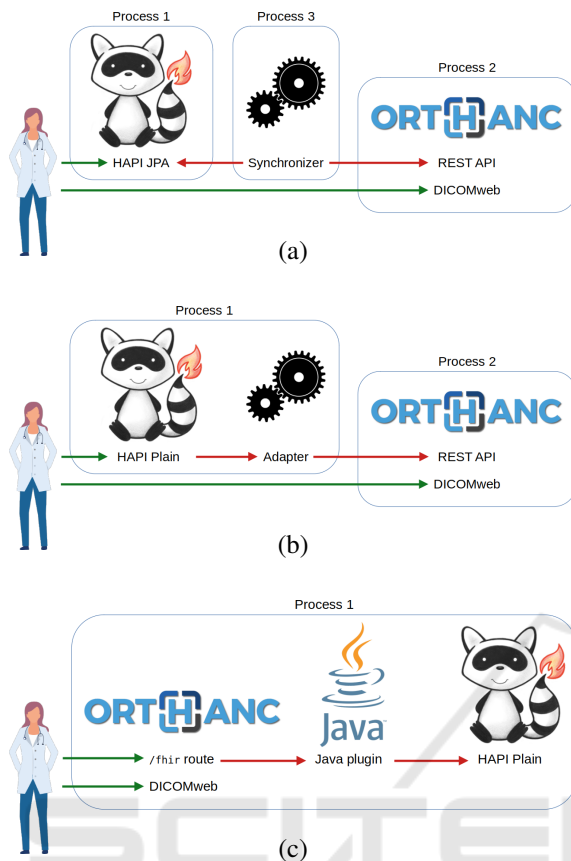 Process 1
Process 3
Process 2
ORTHANC
HAPI JPA
Synchronizer
REST API
DICOMweb
(a)
Process 1
Process 2
ORTHANC
HAPI Plain
Adapter
REST API
DICOMweb
(b)
Process 1
ORTHANC
Java
/fhir route
Java plugin
HAPI Plain
DICOMweb
(c)